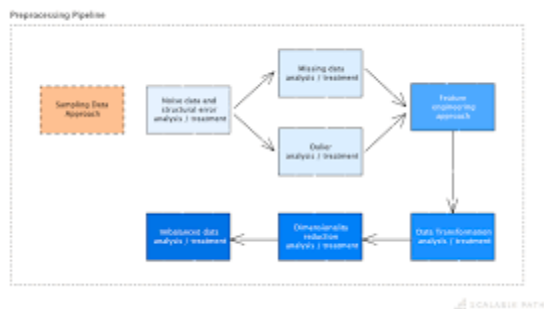 Preprocessing Pipeline
Sampling Data
Approach
Noise data and
structural error
analysis / treatment
Missing data
analysis / treatment
Outlier
analysis / treatment
Feature
engineering
approach
Data Transformation
analysis / treatment
Dimensionality
reduction
analysis / treatment
Imbalanced data
analysis / treatment
SCALABLE PATH